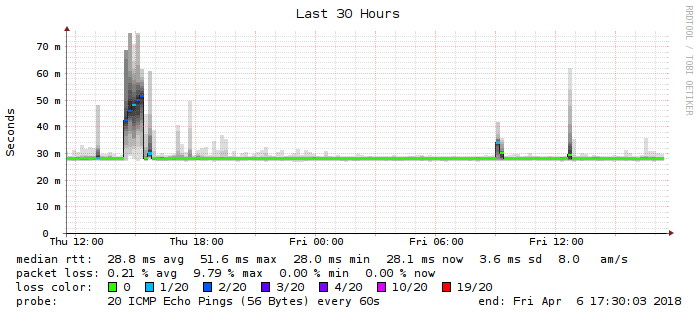 Last 30 Hours
RRDTOOL / TOBI OETIKER
Seconds
70 m
60 m
50 m
40 m
30 m
20 m
10 m
0
Thu 12:00 Thu 18:00 Fri 00:00 Fri 06:00 Fri 12:00
median rtt: 28.8 ms avg 51.6 ms max 28.0 ms min 28.1 ms now 3.6 ms sd 8.0 am/s
packet loss: 0.21 % avg 9.79 % max 0.00 % min 0.00 % now
loss color: 0 1/20 2/20 3/20 4/20 10/20 19/20
probe: 20 ICMP Echo Pings (56 Bytes) every 60s end: Fri Apr 6 17:30:03 2018